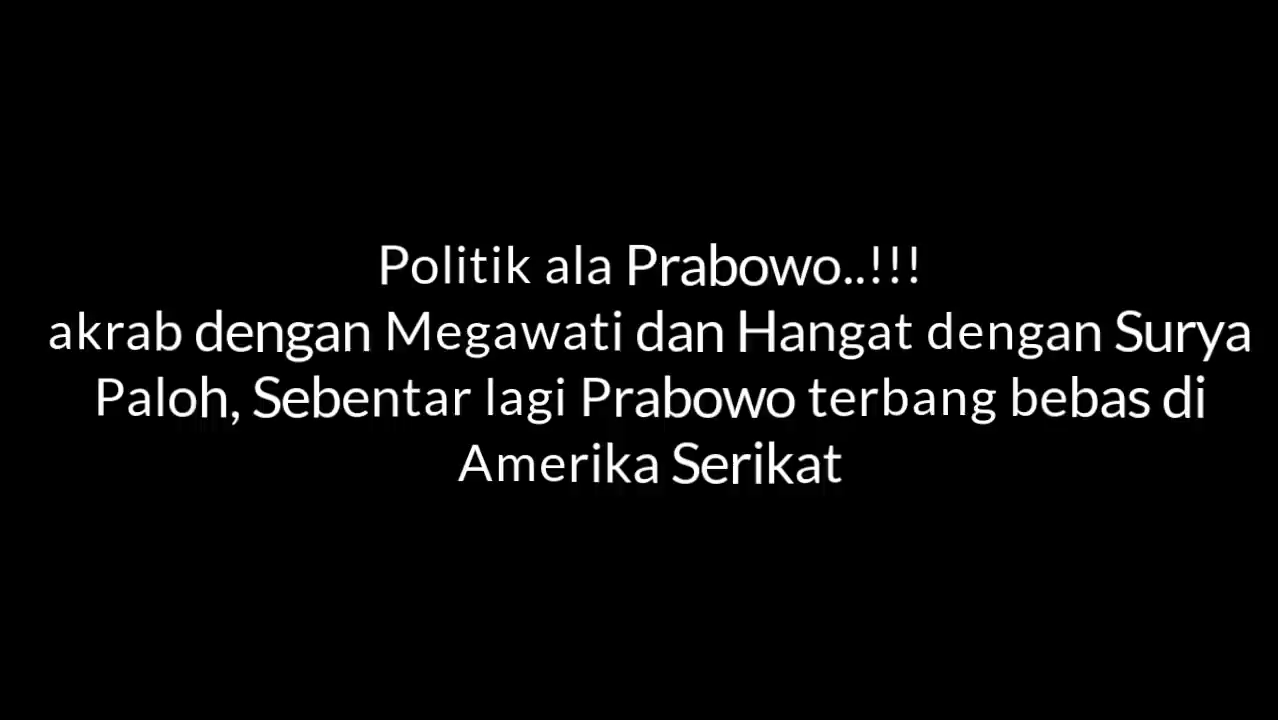 Politik ala Prabowo..!!!
akrab dengan Megawati dan Hangat dengan Surya
Paloh, Sebentar lagi Prabowo terbang bebas di
Amerika Serikat